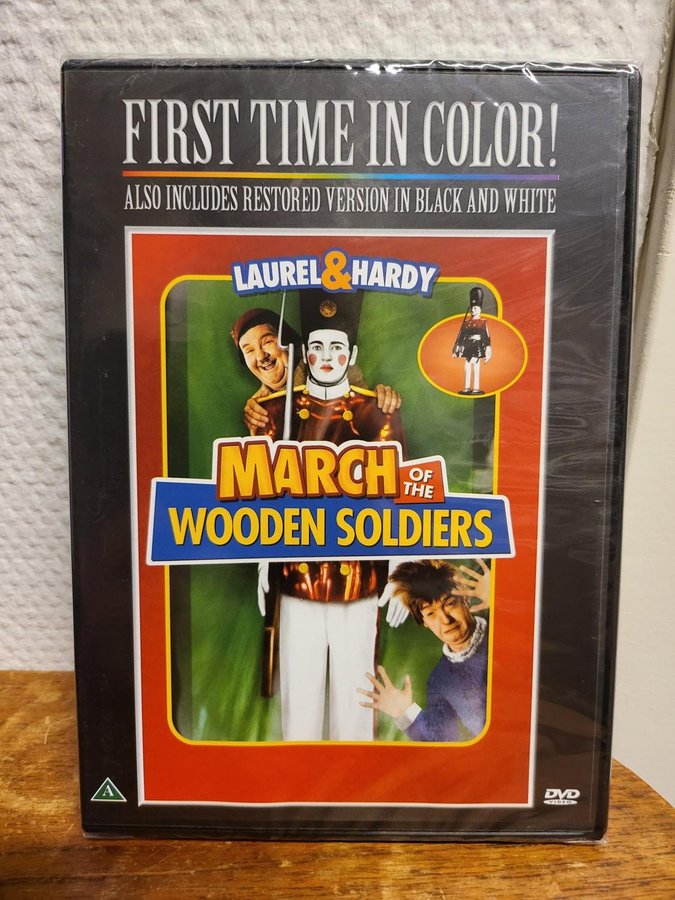 FIRST TIME IN COLOR!
ALSO INCLUDES RESTORED VERSION IN BLACK AND WHITE
LAUREL & HARDY
MARCH OF THE
WOODEN SOLDIERS
A
DVD
VIDEO